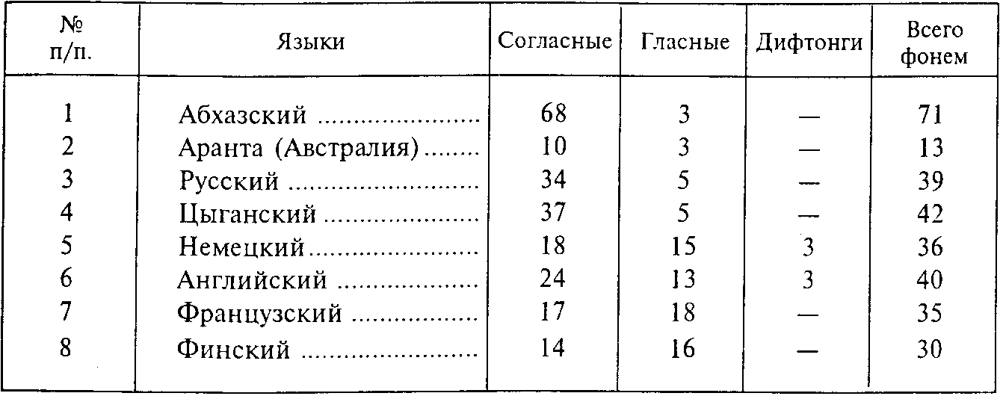 № п/п. Языки Согласные Гласные Дифтонги Всего фонем
1 Абхазский ........................ 68 3 — 71
2 Аранта (Австралия) ........ 10 3 — 13
3 Русский ............................ 34 5 — 39
4 Цыганский ....................... 37 5 — 42
5 Немецкий ......................... 18 15 3 36
6 Английский ..................... 24 13 3 40
7 Французский ................... 17 18 — 35
8 Финский .......................... 14 16 — 30